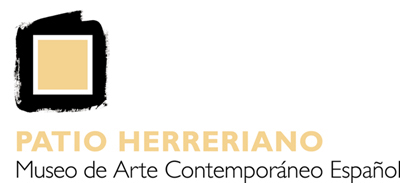 PATIO HERRERIANO
Museo de Arte Contemporáneo Español